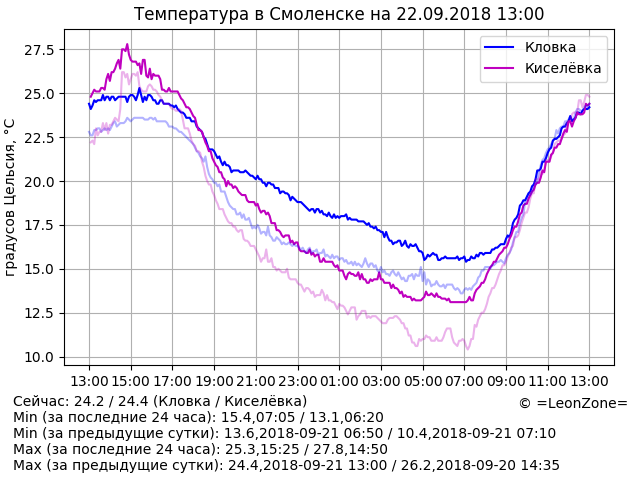 Температура в Смоленске на 22.09.2018 13:00
градусов Цельсия, °C
27.5
25.0
22.5
20.0
17.5
15.0
12.5
10.0
Кловка
Киселёвка
13:00 15:00 17:00 19:00 21:00 23:00 01:00 03:00 05:00 07:00 09:00 11:00 13:00
Сейчас: 24.2 / 24.4 (Кловка / Киселёвка)
© =LeonZone=
Min (за последние 24 часа): 15.4,07:05 / 13.1,06:20
Min (за предыдущие сутки): 13.6,2018-09-21 06:50 / 10.4,2018-09-21 07:10
Max (за последние 24 часа): 25.3,15:25 / 27.8,14:50
Max (за предыдущие сутки): 24.4,2018-09-21 13:00 / 26.2,2018-09-20 14:35